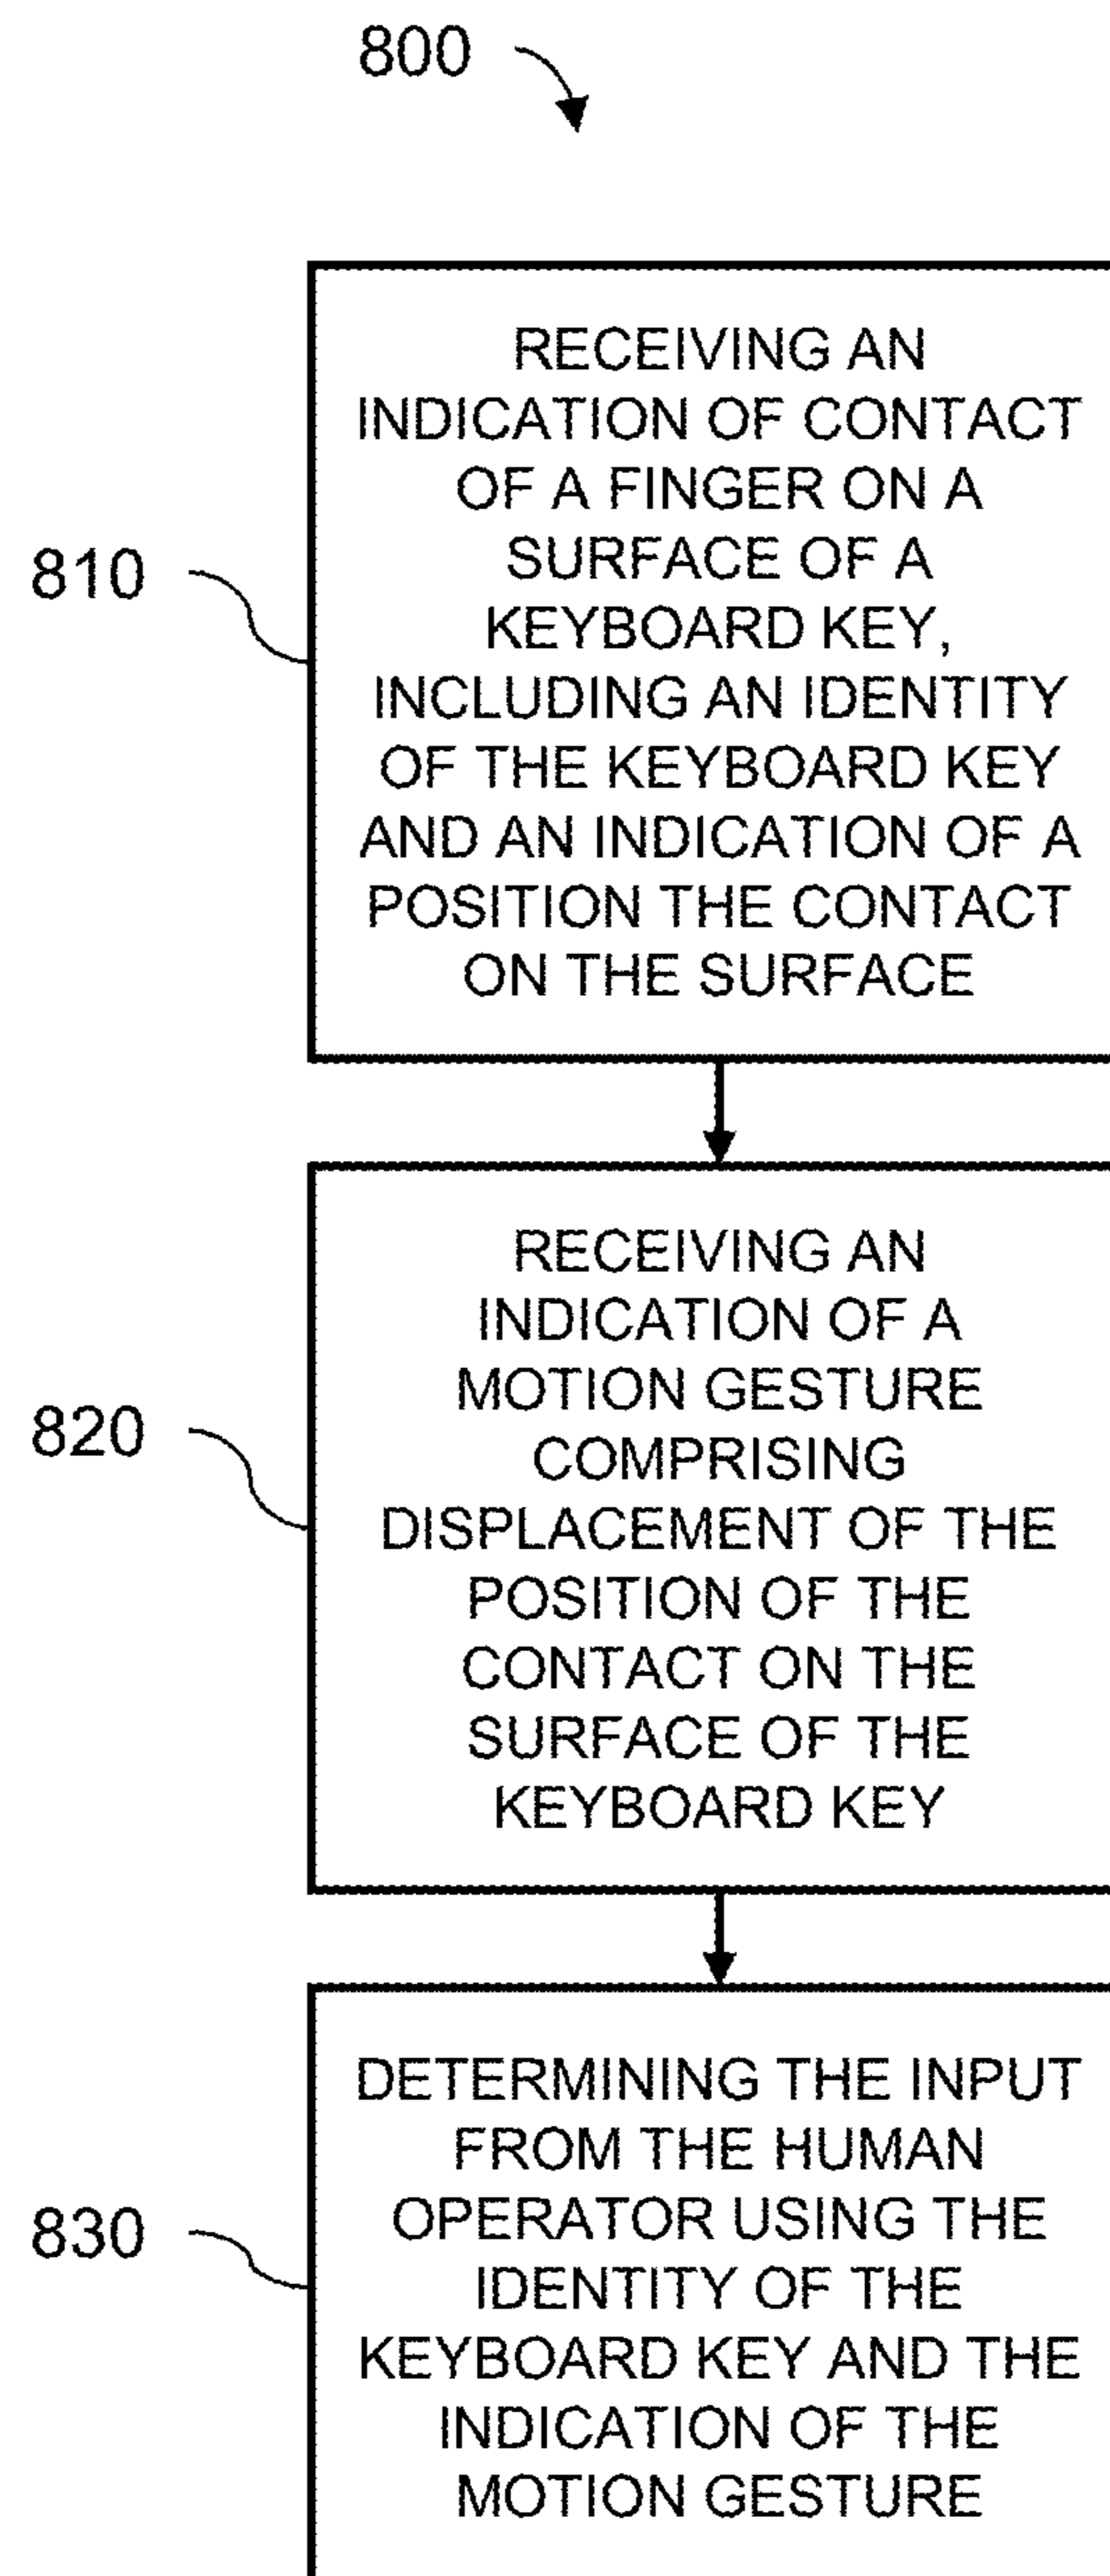 800
RECEIVING AN
INDICATION OF CONTACT
OF A FINGER ON A
SURFACE OF A
810
KEYBOARD KEY,
INCLUDING AN IDENTITY
OF THE KEYBOARD KEY
AND AN INDICATION OF A
POSITION THE CONTACT
ON THE SURFACE
RECEIVING AN
INDICATION OF A
MOTION GESTURE
820
COMPRISING
DISPLACEMENT OF THE
POSITION OF THE
CONTACT ON THE
SURFACE OF THE
KEYBOARD KEY
DETERMINING THE INPUT
FROM THE HUMAN
830
OPERATOR USING THE
IDENTITY OF THE
KEYBOARD KEY AND THE
INDICATION OF THE
MOTION GESTURE